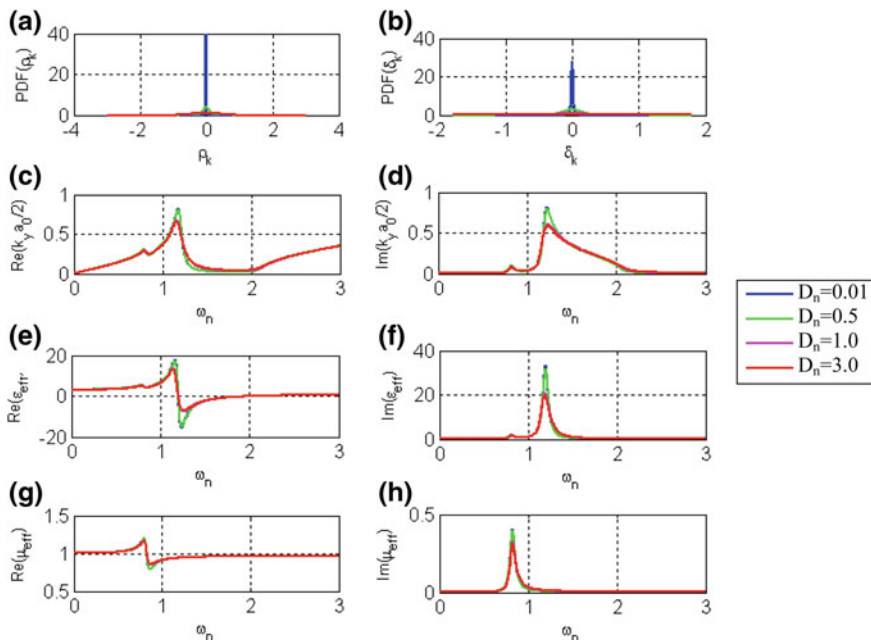 (a)
PDF(ρk)
40
20
0
-4 -2 0 2 4
ρk
(b)
PDF(δk)
40
20
0
-2 -1 0 1 2
δk
(c)
Re(kya0/2)
1
0.5
0
0 1 2 3
ωn
(d)
Im(kya0/2)
1
0.5
0
0 1 2 3
ωn
(e)
Re(εeff,
20
0
-20
0 1 2 3
ωn
(f)
Im(εeff)
40
20
0
0 1 2 3
ωn
(g)
Re(μeff)
1.5
1
0.5
0 1 2 3
ωn
(h)
Im(μeff)
0.5
0
0 1 2 3
ωn
Dn=0.01
Dn=0.5
Dn=1.0
Dn=3.0